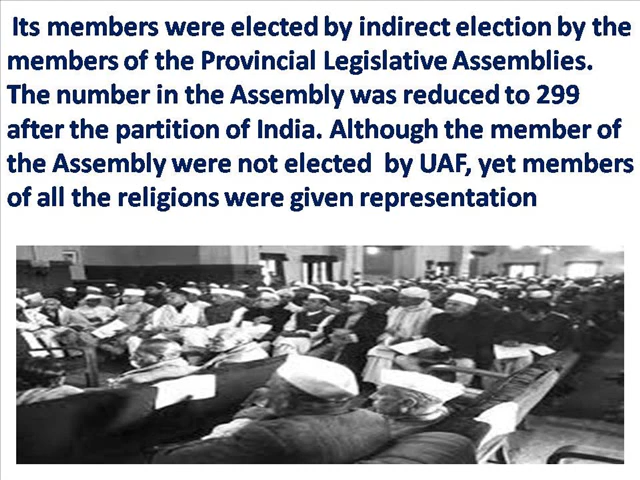 Its members were elected by indirect election by the
members of the Provincial Legislative Assemblies.
The number in the Assembly was reduced to 299
after the partition of India. Although the member of
the Assembly were not elected by UAF, yet members
of all the religions were given representation